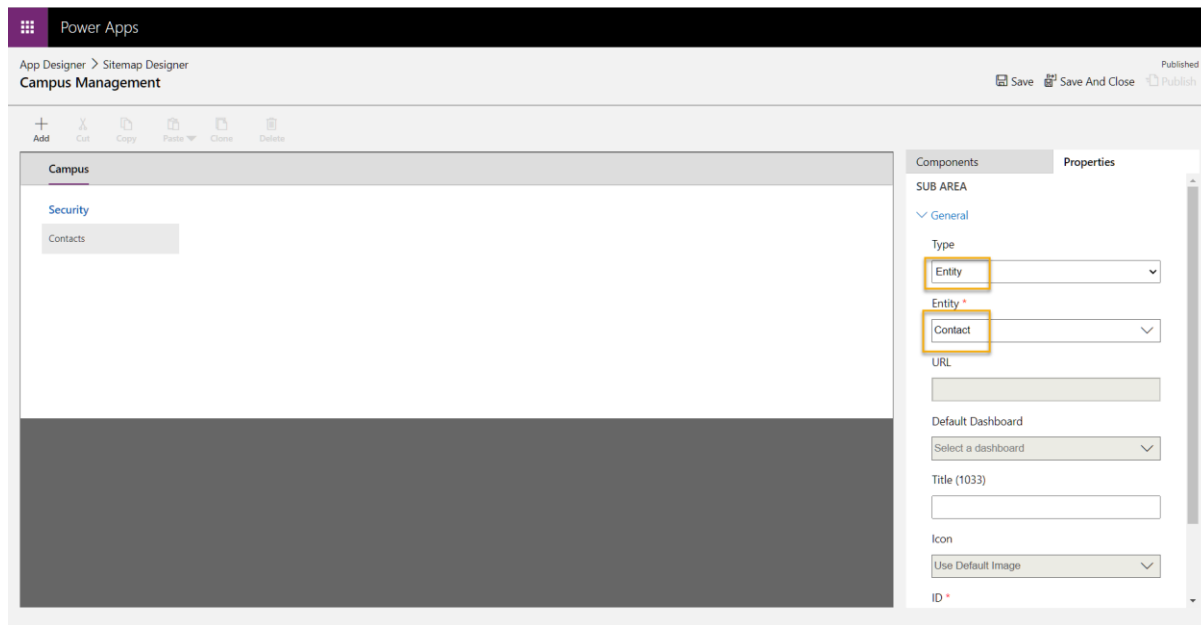 Power Apps
App Designer > Sitemap Designer
Campus Management
Published
Save Save And Close Publish
Add Cut Copy Paste Clone Delete
Campus
Security
Contacts
Components Properties
SUB AREA
General
Type
Entity
Entity *
Contact
URL
Default Dashboard
Select a dashboard
Title (1033)
Icon
Use Default Image
ID *